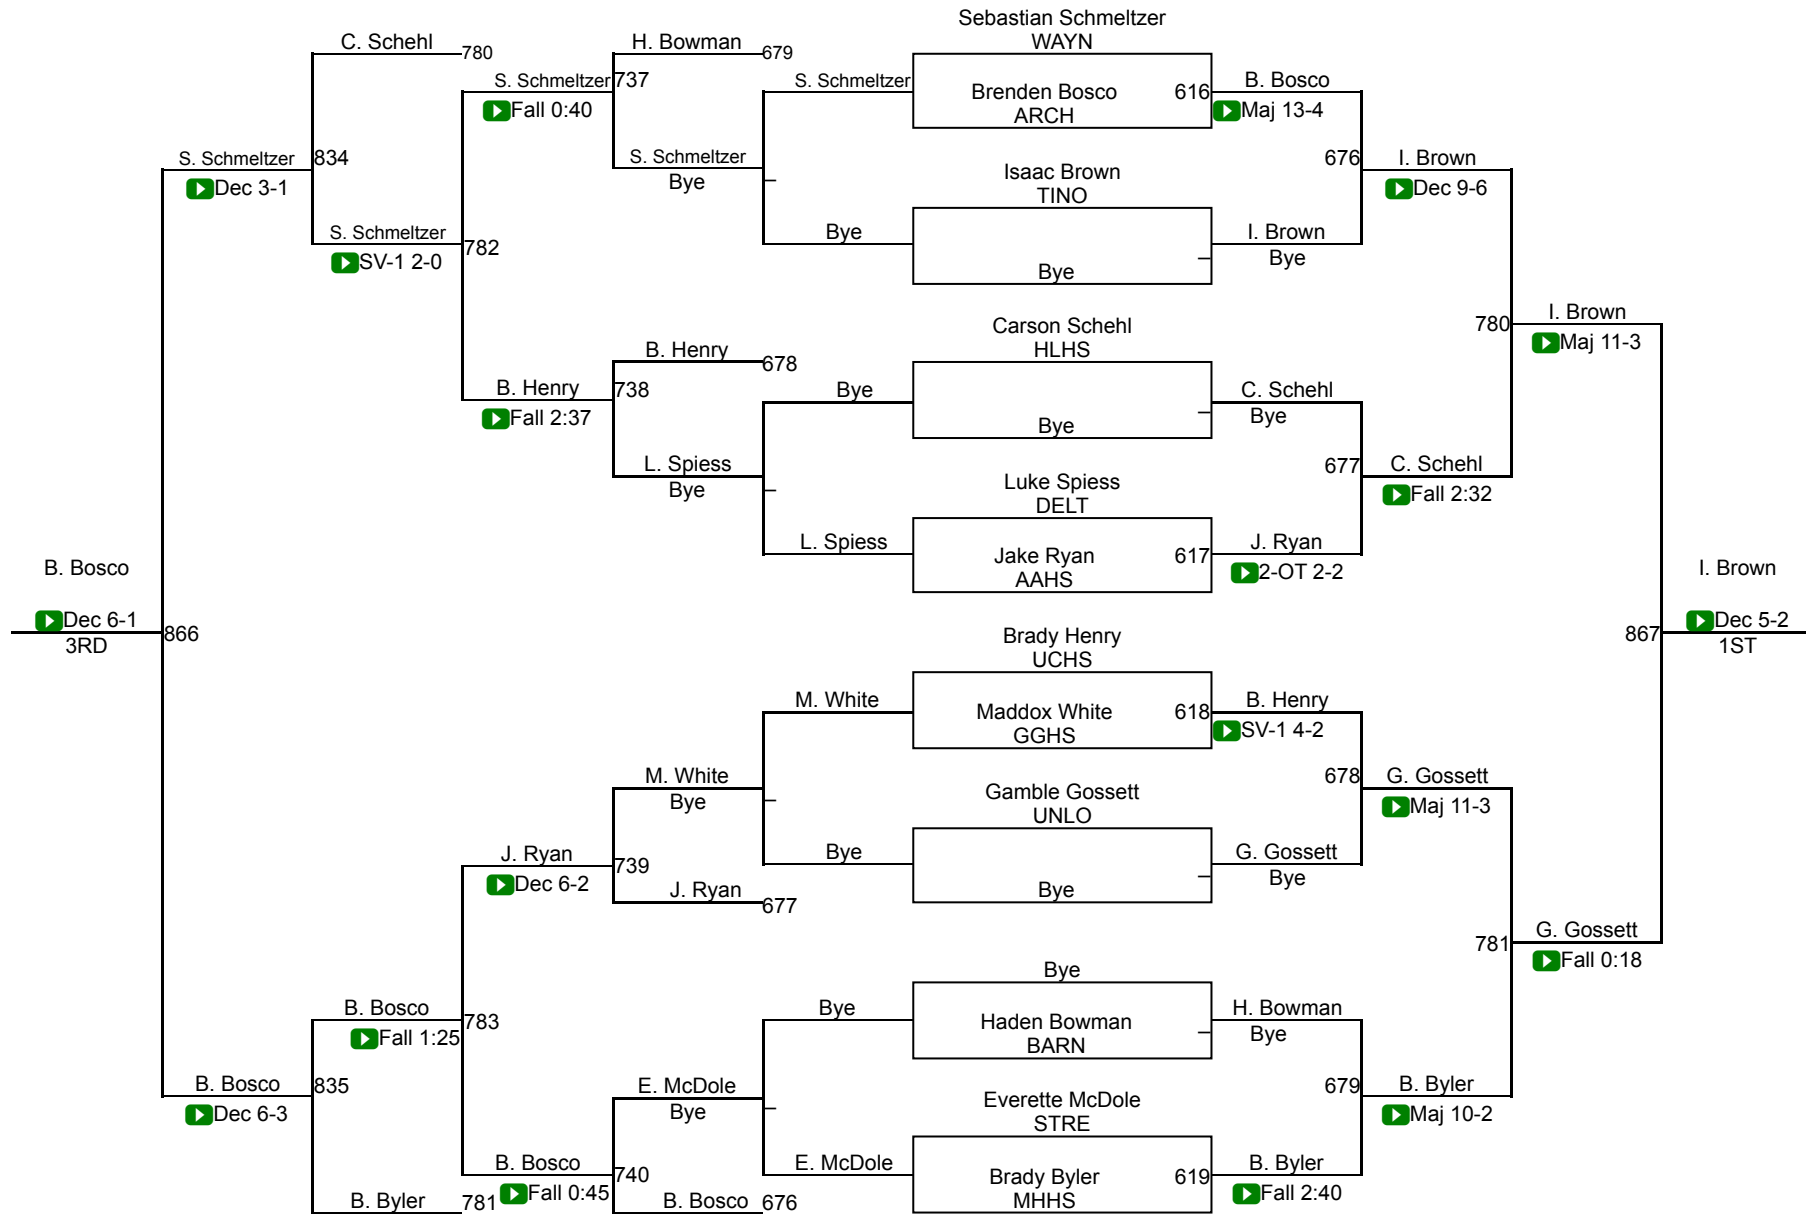 Sebastian Schmeltzer
C. Schehl
780
H. Bowman
679
WAYN
S. Schmeltzer
737
S. Schmeltzer
Brenden Bosco
616
B. Bosco
Fall 0:40
ARCH
Maj 13-4
S. Schmeltzer
834
S. Schmeltzer
676
I. Brown
Dec 3-1
Bye
Isaac Brown
Dec 9-6
TINO
S. Schmeltzer
782
Bye
I. Brown
SV-1 2-0
Bye
Bye
I. Brown
Carson Schehl
780
Maj 11-3
B. Henry
678
HLHS
B. Henry
738
Bye
C. Schehl
Fall 2:37
Bye
Bye
L. Spiess
677
C. Schehl
Bye
Luke Spiess
Fall 2:32
DELT
L. Spiess
Jake Ryan
617
J. Ryan
B. Bosco
AAHS
2-OT 2-2
I. Brown
Dec 6-1
866
867
Dec 5-2
3RD
Brady Henry
1ST
UCHS
M. White
Maddox White
618
B. Henry
GGHS
SV-1 4-2
M. White
678
G. Gossett
Bye
Gamble Gossett
Maj 11-3
UNLO
J. Ryan
739
Bye
G. Gossett
Dec 6-2
Bye
Bye
J. Ryan
677
781
G. Gossett
Bye
Fall 0:18
B. Bosco
783
Bye
Haden Bowman
H. Bowman
Fall 1:25
BARN
Bye
B. Bosco
835
E. McDole
679
B. Byler
Dec 6-3
Bye
Everette McDole
Maj 10-2
STRE
B. Bosco
740
E. McDole
Brady Byler
619
B. Byler
Fall 0:45
MHHS
Fall 2:40
B. Byler
781
B. Bosco
676